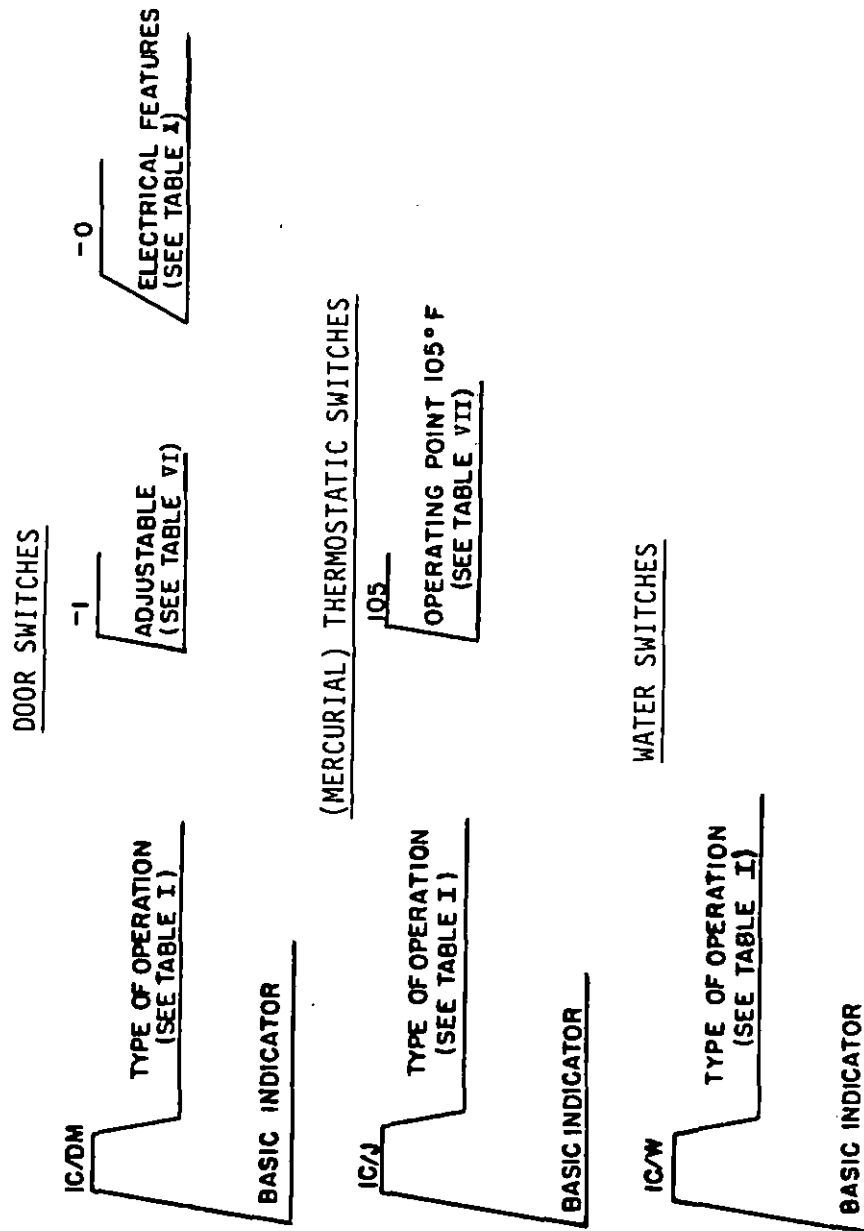 DOOR SWITCHES
IC/DM
-1
-0
TYPE OF OPERATION
(SEE TABLE I)
ADJUSTABLE
(SEE TABLE VI)
ELECTRICAL FEATURES
(SEE TABLE X)
BASIC INDICATOR
(MERCURIAL) THERMOSTATIC SWITCHES
IC/J
105
TYPE OF OPERATION
(SEE TABLE I)
OPERATING POINT 105°F
(SEE TABLE VII)
BASIC INDICATOR
WATER SWITCHES
IC/W
TYPE OF OPERATION
(SEE TABLE I)
BASIC INDICATOR